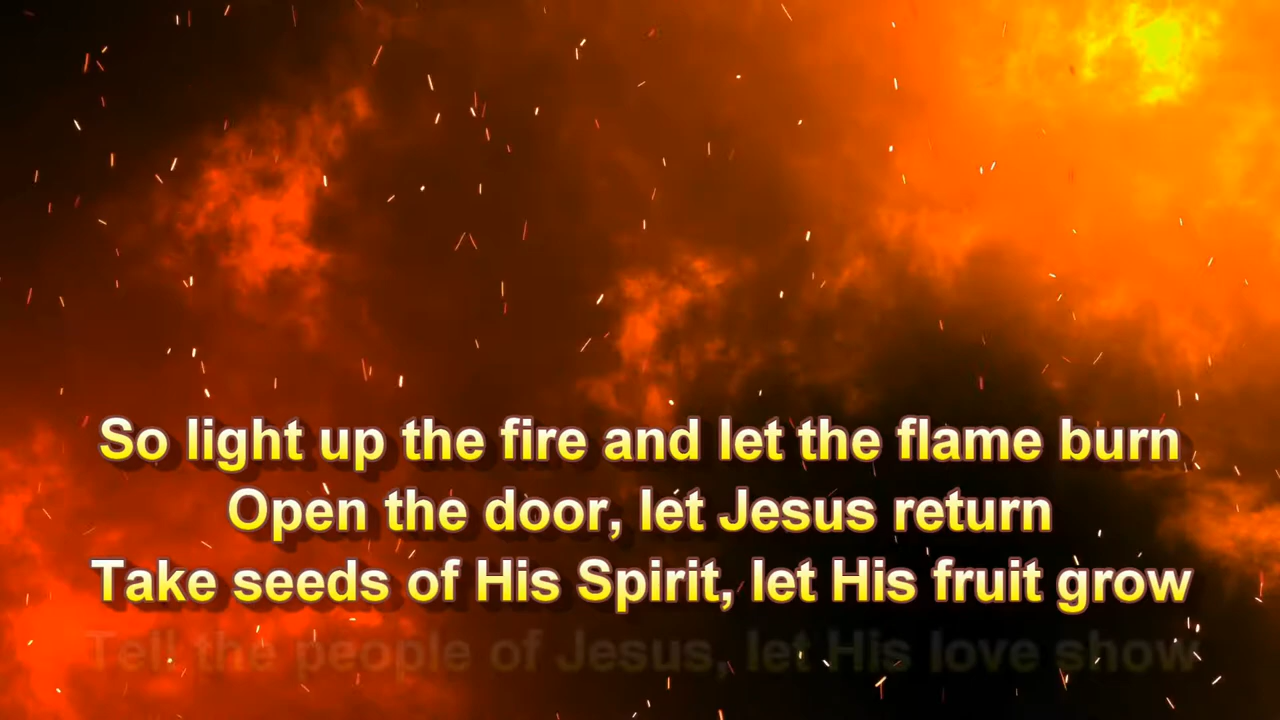 So light up the fire and let the flame burn
Open the door, let Jesus return
Take seeds of His Spirit, let His fruit grow
Tell the people of Jesus, let His love show